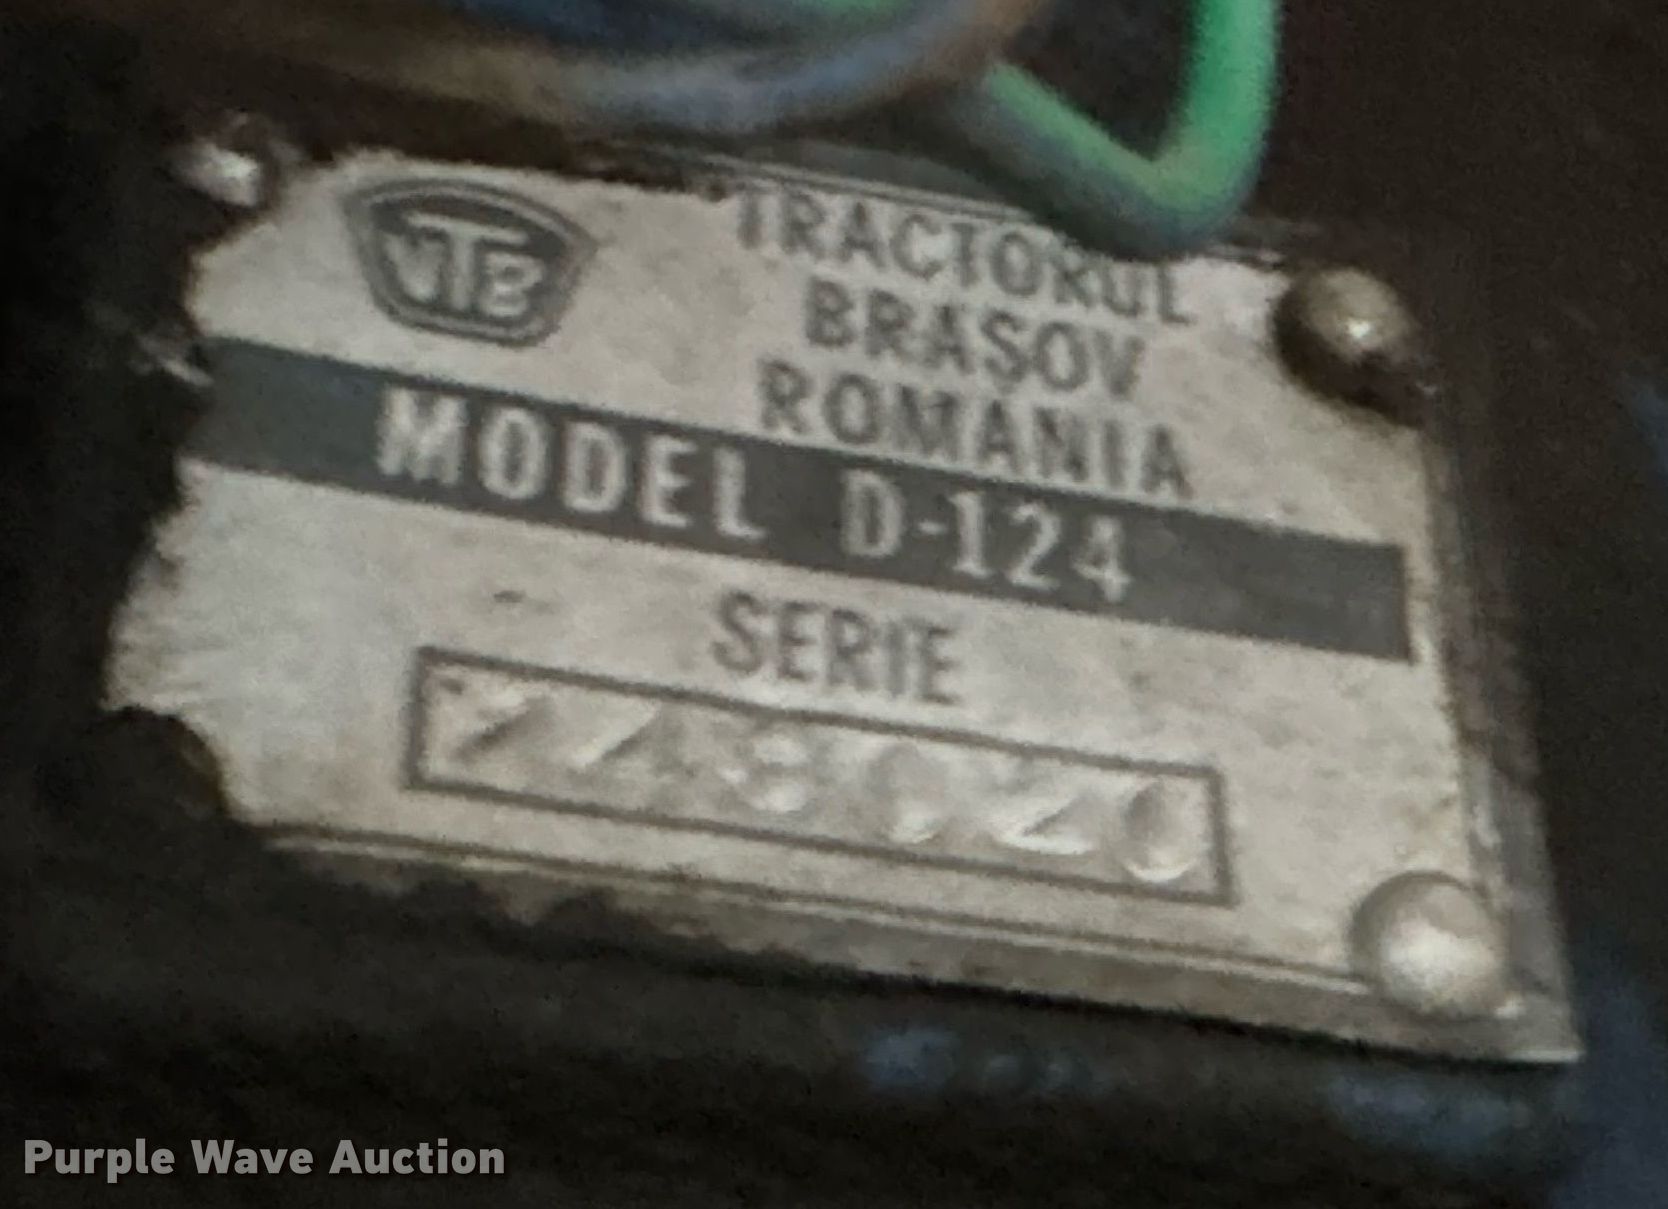 UTB
TRACTORUL
BRAȘOV
ROMANIA
MODEL D-124
SERIE
Purple Wave Auction